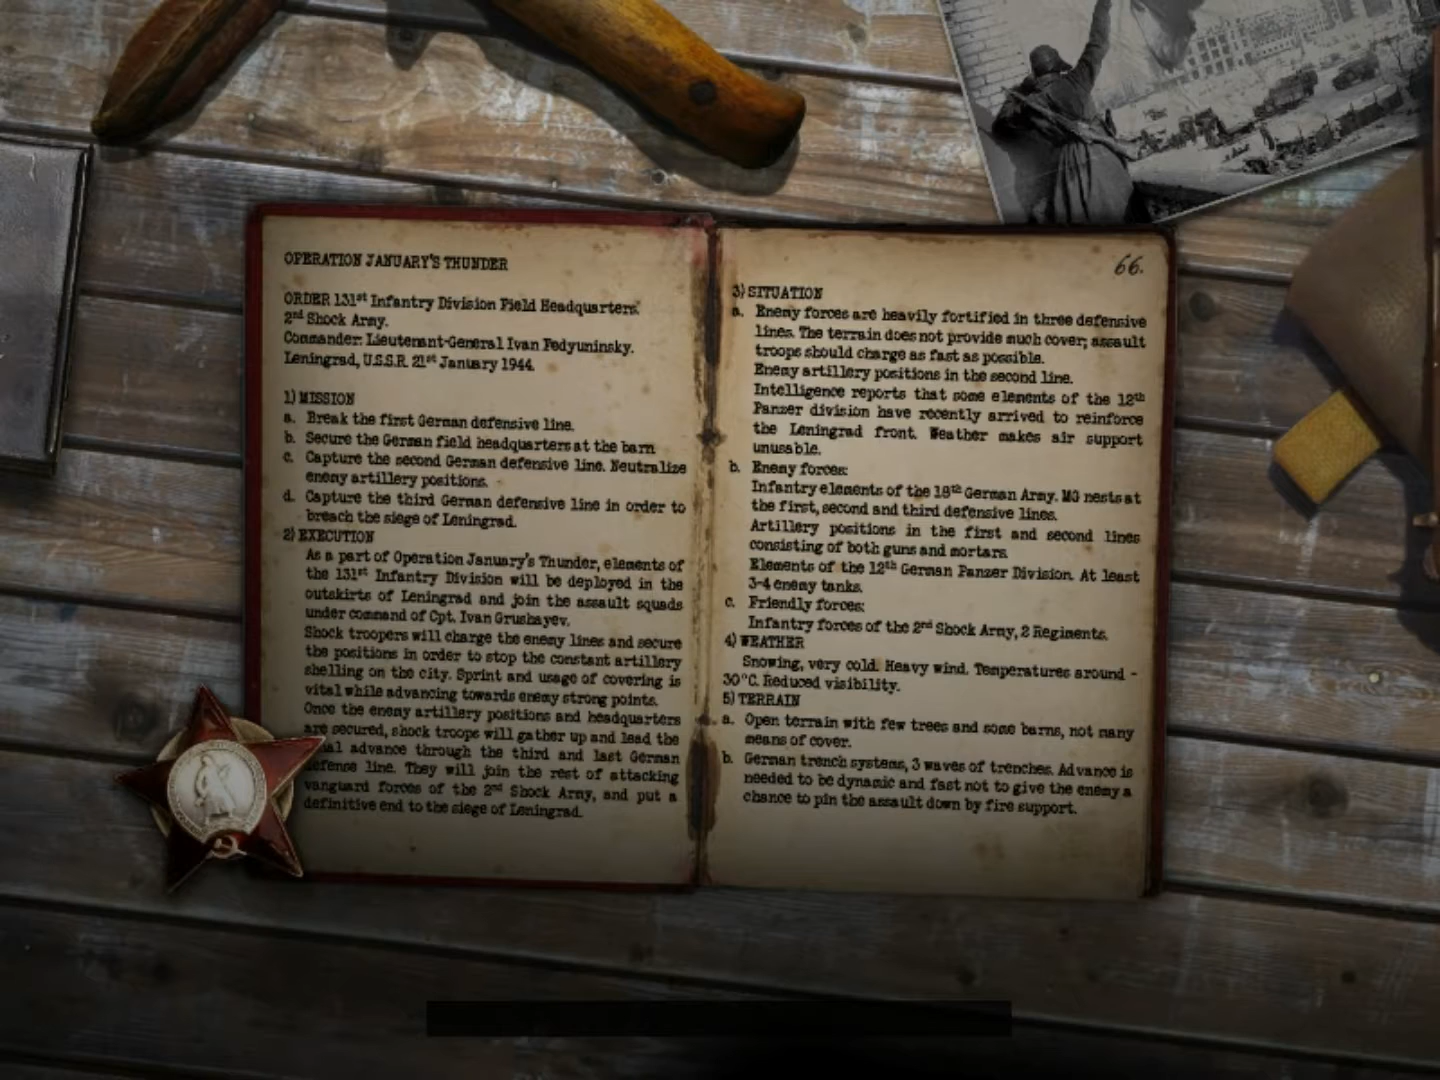 OPERATION JANUARY'S THUNDER
ORDER 131st Infantry Division Field Headquarters.
2nd Shock Army.
Commander: Lieutenant-General Ivan Fedyuninsky.
Leningrad, U.S.S.R. 21st January 1944.
1) MISSION
a. Break the first German defensive line.
b. Secure the German field headquarters at the barn
c. Capture the second German defensive line. Neutralize
enemy artillery positions.
d. Capture the third German defensive line in order to
breach the siege of Leningrad.
2) EXECUTION
As a part of Operation January's Thunder, elements of
the 131st Infantry Division will be deployed in the
outskirts of Leningrad and join the assault squads
under command of Cpt. Ivan Grushayev.
Shock troopers will charge the enemy lines and secure
the positions in order to stop the constant artillery
shelling on the city. Sprint and usage of covering is
vital while advancing towards enemy strong points.
Once the enemy artillery positions and headquarters
are secured, shock troops will gather up and lead the
advance through the third and last German
defense line. They will join the rest of attacking
vanguard forces of the 2nd Shock Army, and put a
definitive end to the siege of Leningrad.
66.
3) SITUATION
a. Enemy forces are heavily fortified in three defensive
lines. The terrain does not provide much cover; assault
troops should charge as fast as possible.
Enemy artillery positions in the second line.
Intelligence reports that some elements of the 12th
Panzer division have recently arrived to reinforce
the Leningrad front. Weather makes air support
unusable.
b. Enemy forces:
Infantry elements of the 18th German Army. MG nests at
the first, second and third defensive lines.
Artillery positions in the first and second lines
consisting of both guns and mortars.
Elements of the 12th German Panzer Division. At least
3-4 enemy tanks.
c. Friendly forces:
Infantry forces of the 2nd Shock Army, 2 Regiments.
4) WEATHER
Snowing, very cold. Heavy wind. Temperatures around -
30°C. Reduced visibility.
5) TERRAIN
a. Open terrain with few trees and some barns, not many
means of cover.
b. German trench systems, 3 waves of trenches. Advance is
needed to be dynamic and fast not to give the enemy a
chance to pin the assault down by fire support.